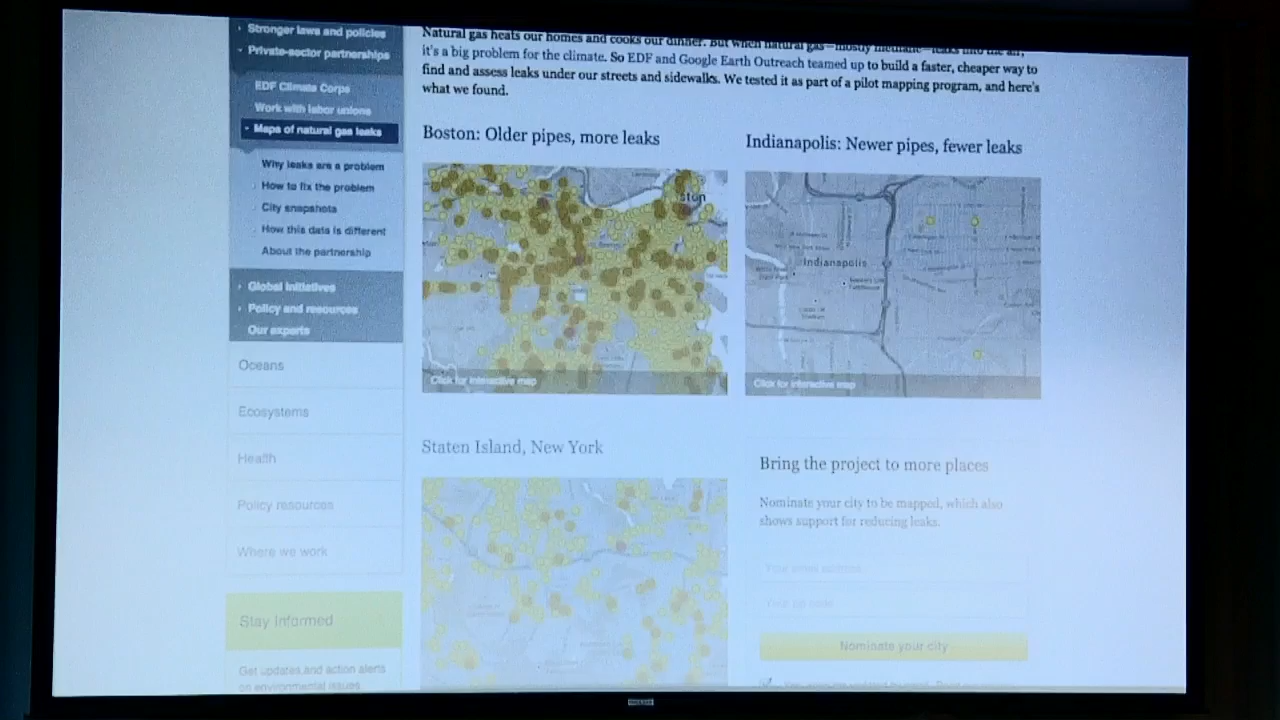 Stronger laws and policies
Private-sector partnerships
EDF Climate Corps
Work with labor unions
Maps of natural gas leaks
Why leaks are a problem
How to fix the problem
City snapshots
How this data is different
About the partnership
Global initiatives
Policy and resources
Our experts
Oceans
Ecosystems
Health
Policy resources
Where we work
Stay Informed
Get updates and action alerts
on environmental issues
Natural gas heats our homes and cooks our dinner. But when natural gas—mostly methane—leaks into the air,
it's a big problem for the climate. So EDF and Google Earth Outreach teamed up to build a faster, cheaper way to
find and assess leaks under our streets and sidewalks. We tested it as part of a pilot mapping program, and here's
what we found.
Boston: Older pipes, more leaks
ston
Click for interactive map
Indianapolis: Newer pipes, fewer leaks
Indianapolis
Click for interactive map
Staten Island, New York
Bring the project to more places
Nominate your city to be mapped, which also
shows support for reducing leaks.
Your email address
Your zip code
Nominate your city